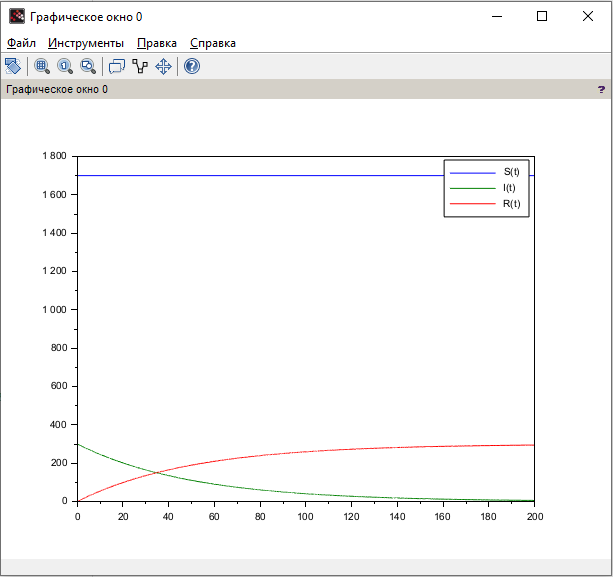 Графическое окно 0
Файл Инструменты Правка Справка
Графическое окно 0 ?
1 800
1 600
1 400
1 200
1 000
800
600
400
200
0
0 20 40 60 80 100 120 140 160 180 200
S(t)
I(t)
R(t)